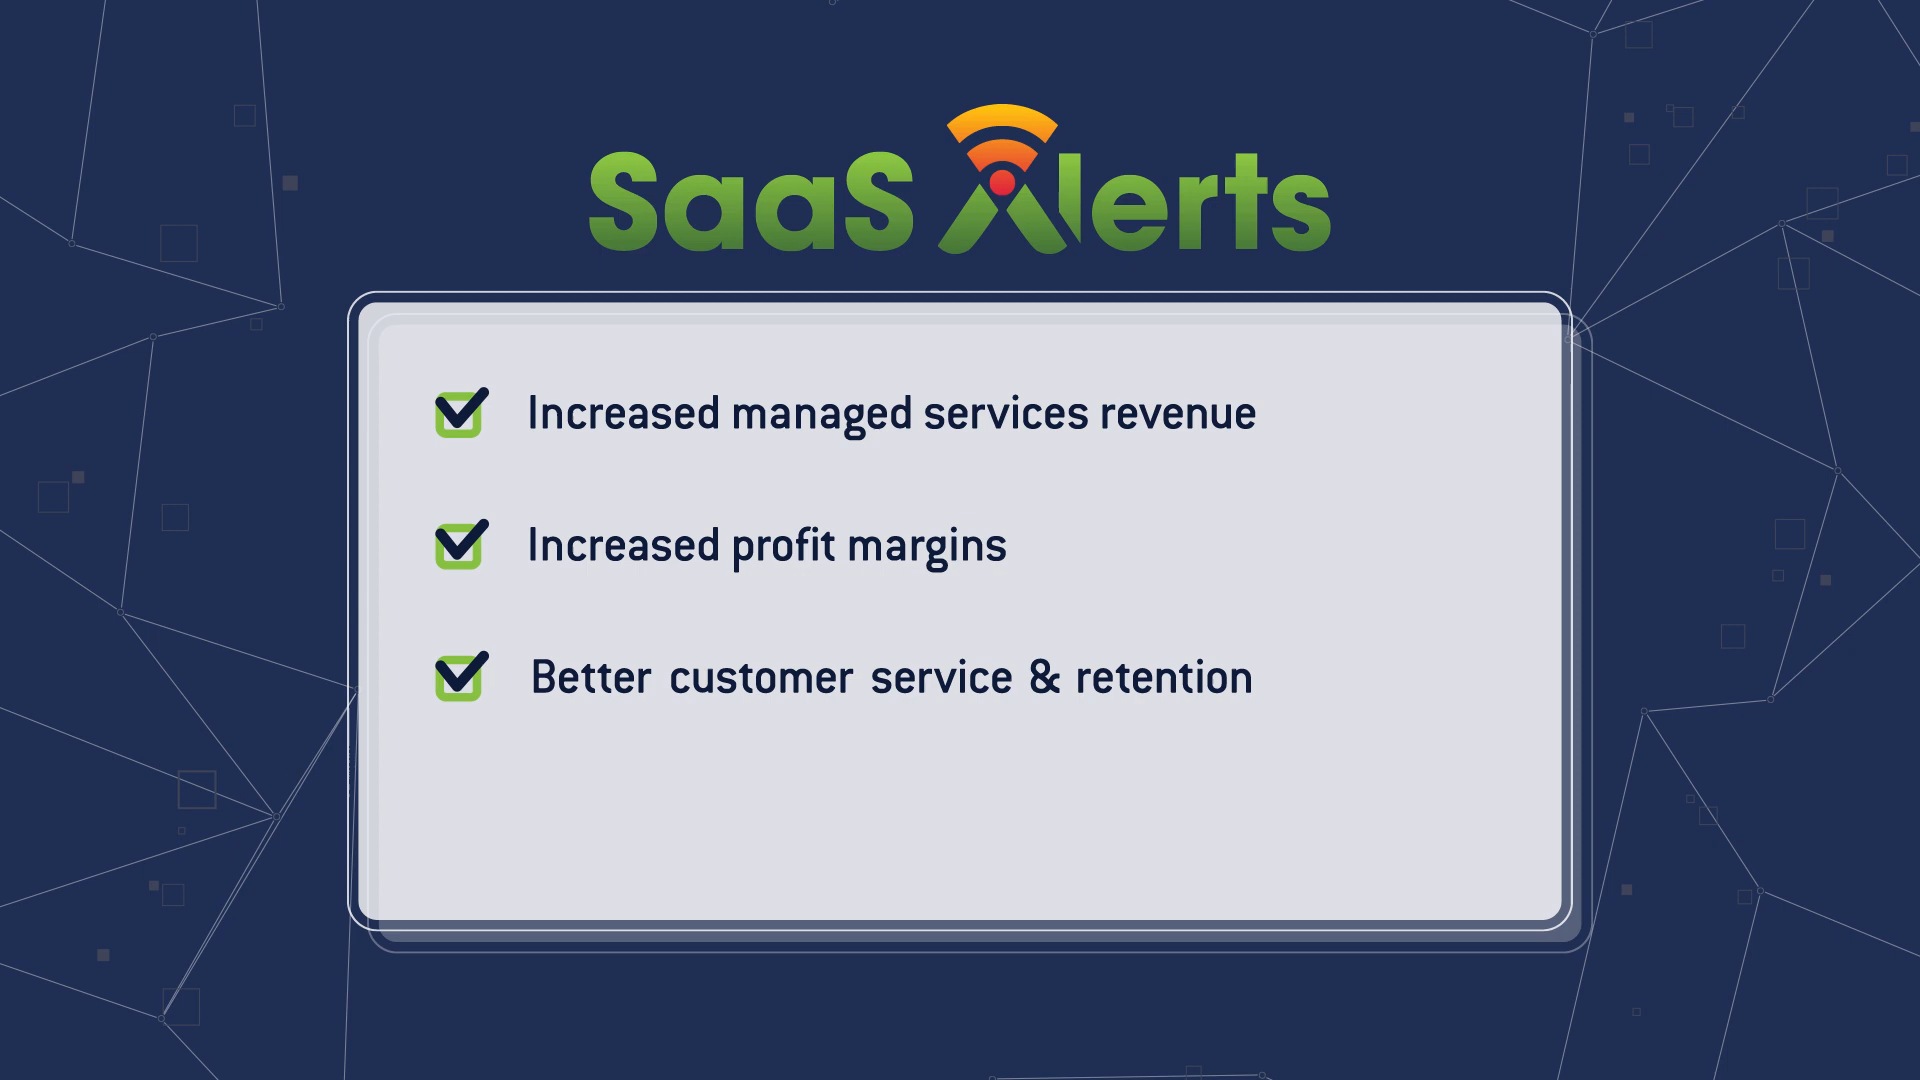 SaaS Alerts
Increased managed services revenue
Increased profit margins
Better customer service & retention